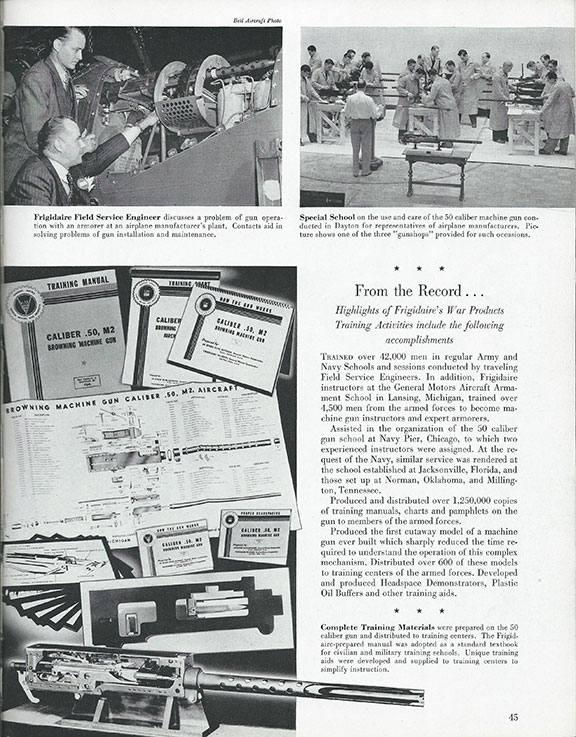 Bell Aircraft Photo
Frigidaire Field Service Engineer discusses a problem of gun opera-
tion with an armorer at an airplane manufacturer's plant. Contacts aid in
solving problems of gun installation and maintenance.
Special School on the use and care of the 50 caliber machine gun con-
ducted in Dayton for representatives of airplane manufacturers. Pic-
ture shows one of the three "gunshops" provided for such occasions.
TRAINING MANUAL
CALIBER .50, M2
BROWNING MACHINE GUN
TRAINING CHART
CALIBER
BROWNING
HOW THE GUN WORKS
CALIBER .50, M2
BROWNING MACHINE GUN
BROWNING MACHINE GUN CALIBER .50, M2, AIRCRAFT
MICHIGAN
HOW THE GUN WORKS
CALIBER .50, M2
BROWNING MACHINE GUN
PROPER HEADSPACING
CALIBER .50, M2
BROWNING MACHINE GUN
★ ★ ★
From the Record . . .
Highlights of Frigidaire's War Products
Training Activities include the following
accomplishments
TRAINED over 42,000 men in regular Army and
Navy Schools and sessions conducted by traveling
Field Service Engineers. In addition, Frigidaire
instructors at the General Motors Aircraft Arma-
ment School in Lansing, Michigan, trained over
4,500 men from the armed forces to become ma-
chine gun instructors and expert armorers.
Assisted in the organization of the 50 caliber
gun school at Navy Pier, Chicago, to which two
experienced instructors were assigned. At the re-
quest of the Navy, similar service was rendered at
the school established at Jacksonville, Florida, and
those set up at Norman, Oklahoma, and Milling-
ton, Tennessee.
Produced and distributed over 1,250,000 copies
of training manuals, charts and pamphlets on the
gun to members of the armed forces.
Produced the first cutaway model of a machine
gun ever built which sharply reduced the time re-
quired to understand the operation of this complex
mechanism. Distributed over 600 of these models
to training centers of the armed forces. Developed
and produced Headspace Demonstrators, Plastic
Oil Buffers and other training aids.
★ ★ ★
Complete Training Materials were prepared on the 50
caliber gun and distributed to training centers. The Frigid-
aire-prepared manual was adopted as a standard textbook
for civilian and military training schools. Unique training
aids were developed and supplied to training centers to
simplify instruction.
45